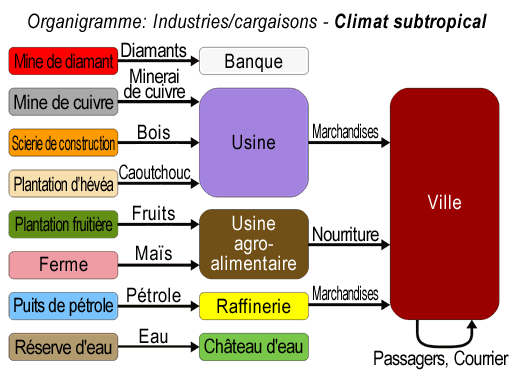 Organigramme: Industries/cargaisons - Climat subtropical
Mine de diamant
Diamants
Banque
Mine de cuivre
Minerai
de cuivre
Scierie de construction
Bois
Usine
Marchandises
Plantation d'hévéa
Caoutchouc
Ville
Plantation fruitière
Fruits
Usine
agro-
alimentaire
Nourriture
Ferme
Maïs
Puits de pétrole
Pétrole
Raffinerie
Marchandises
Réserve d'eau
Eau
Château d'eau
Passagers, Courrier